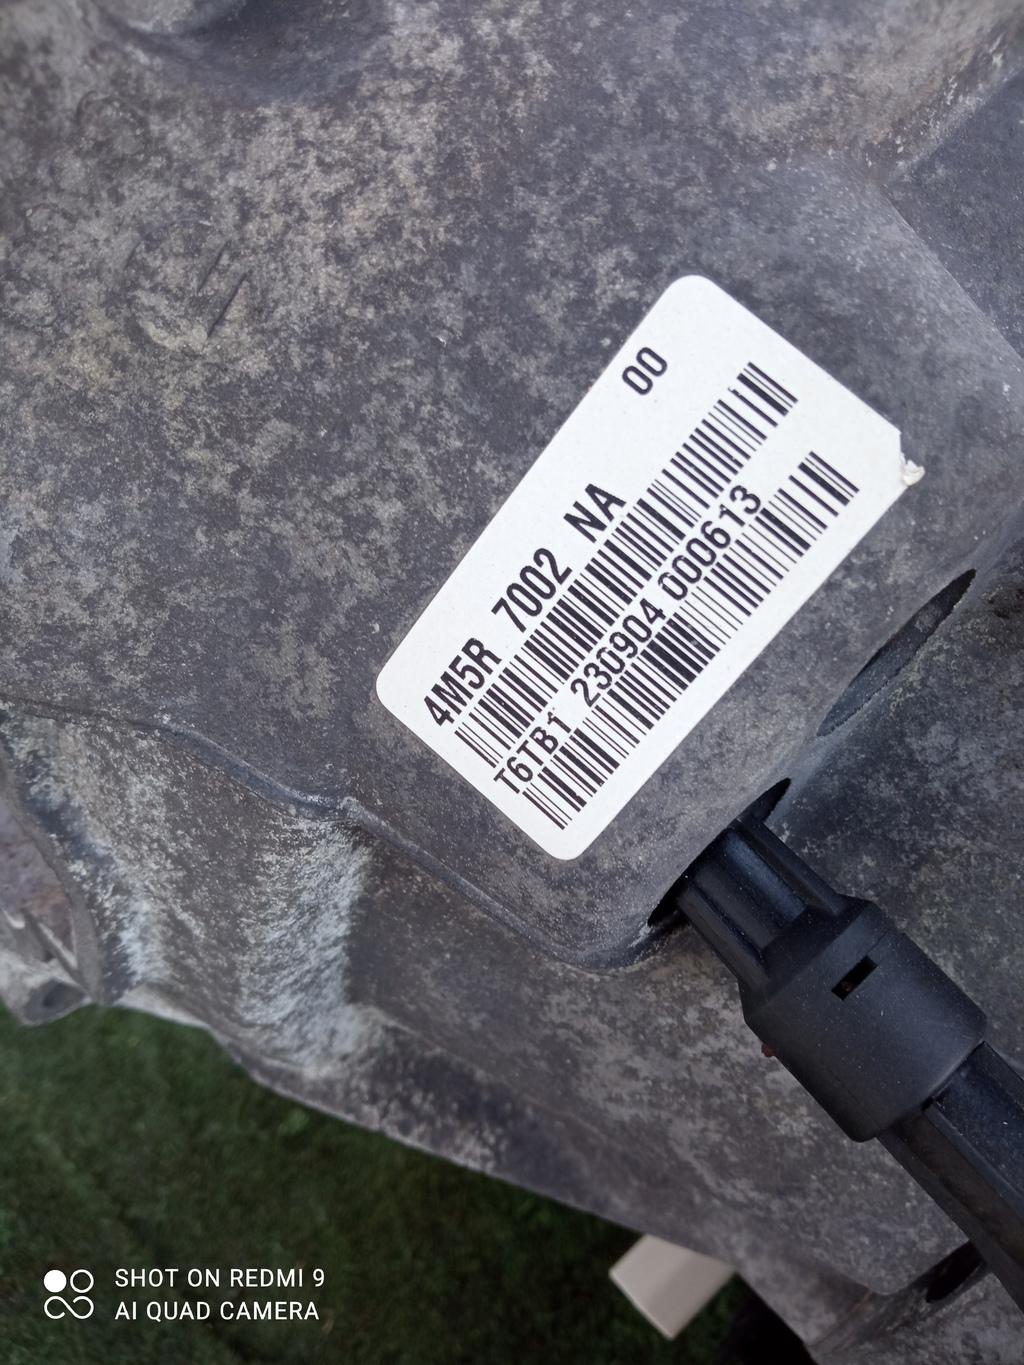 00
4M5R 7002 NA
T6TB1 230904 000613
SHOT ON REDMI 9
AI QUAD CAMERA